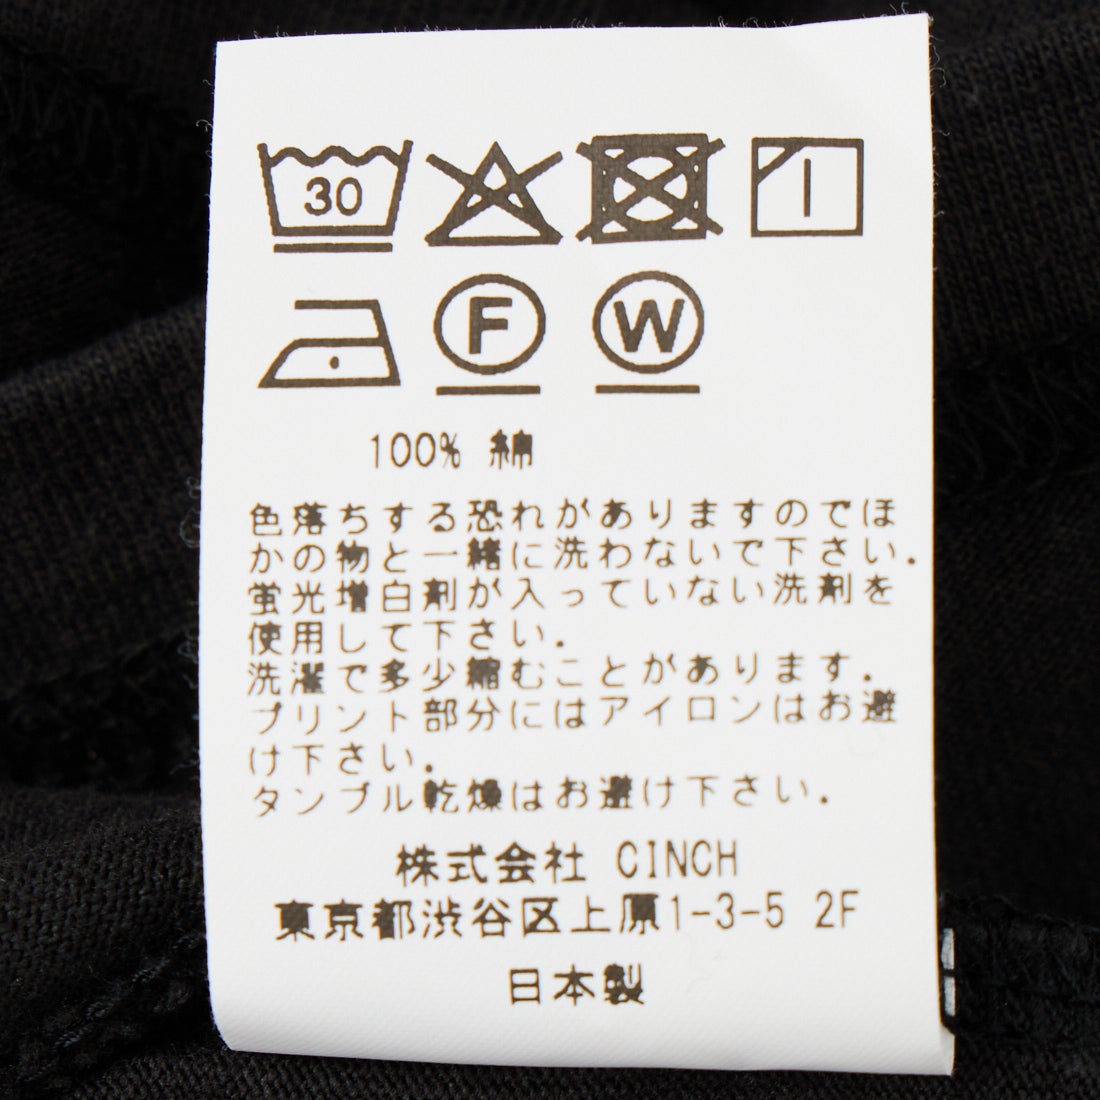 30
F W
100% 綿
色落ちする恐れがありますのでほ
かの物と一緒に洗わないで下さい.
蛍光増白剤が入っていない洗剤を
使用して下さい.
洗濯で多少縮むことがあります.
プリント部分にはアイロンはお避
け下さい.
タンブル乾燥はお避け下さい.
株式会社 CINCH
東京都渋谷区上原1-3-5 2F
日本製